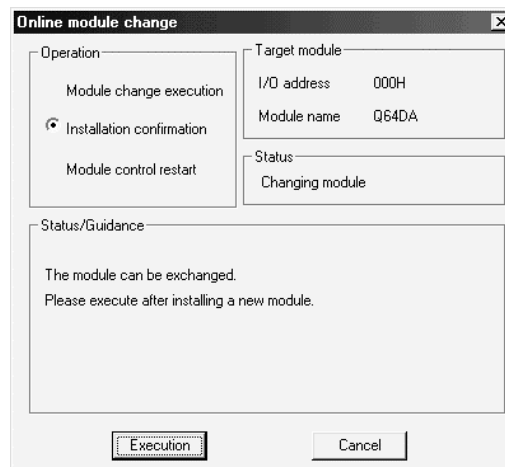 Online module change
Operation
Module change execution
Installation confirmation
Module control restart
Target module
I/O address 000H
Module name Q64DA
Status
Changing module
Status/Guidance
The module can be exchanged.
Please execute after installing a new module.
Execution Cancel